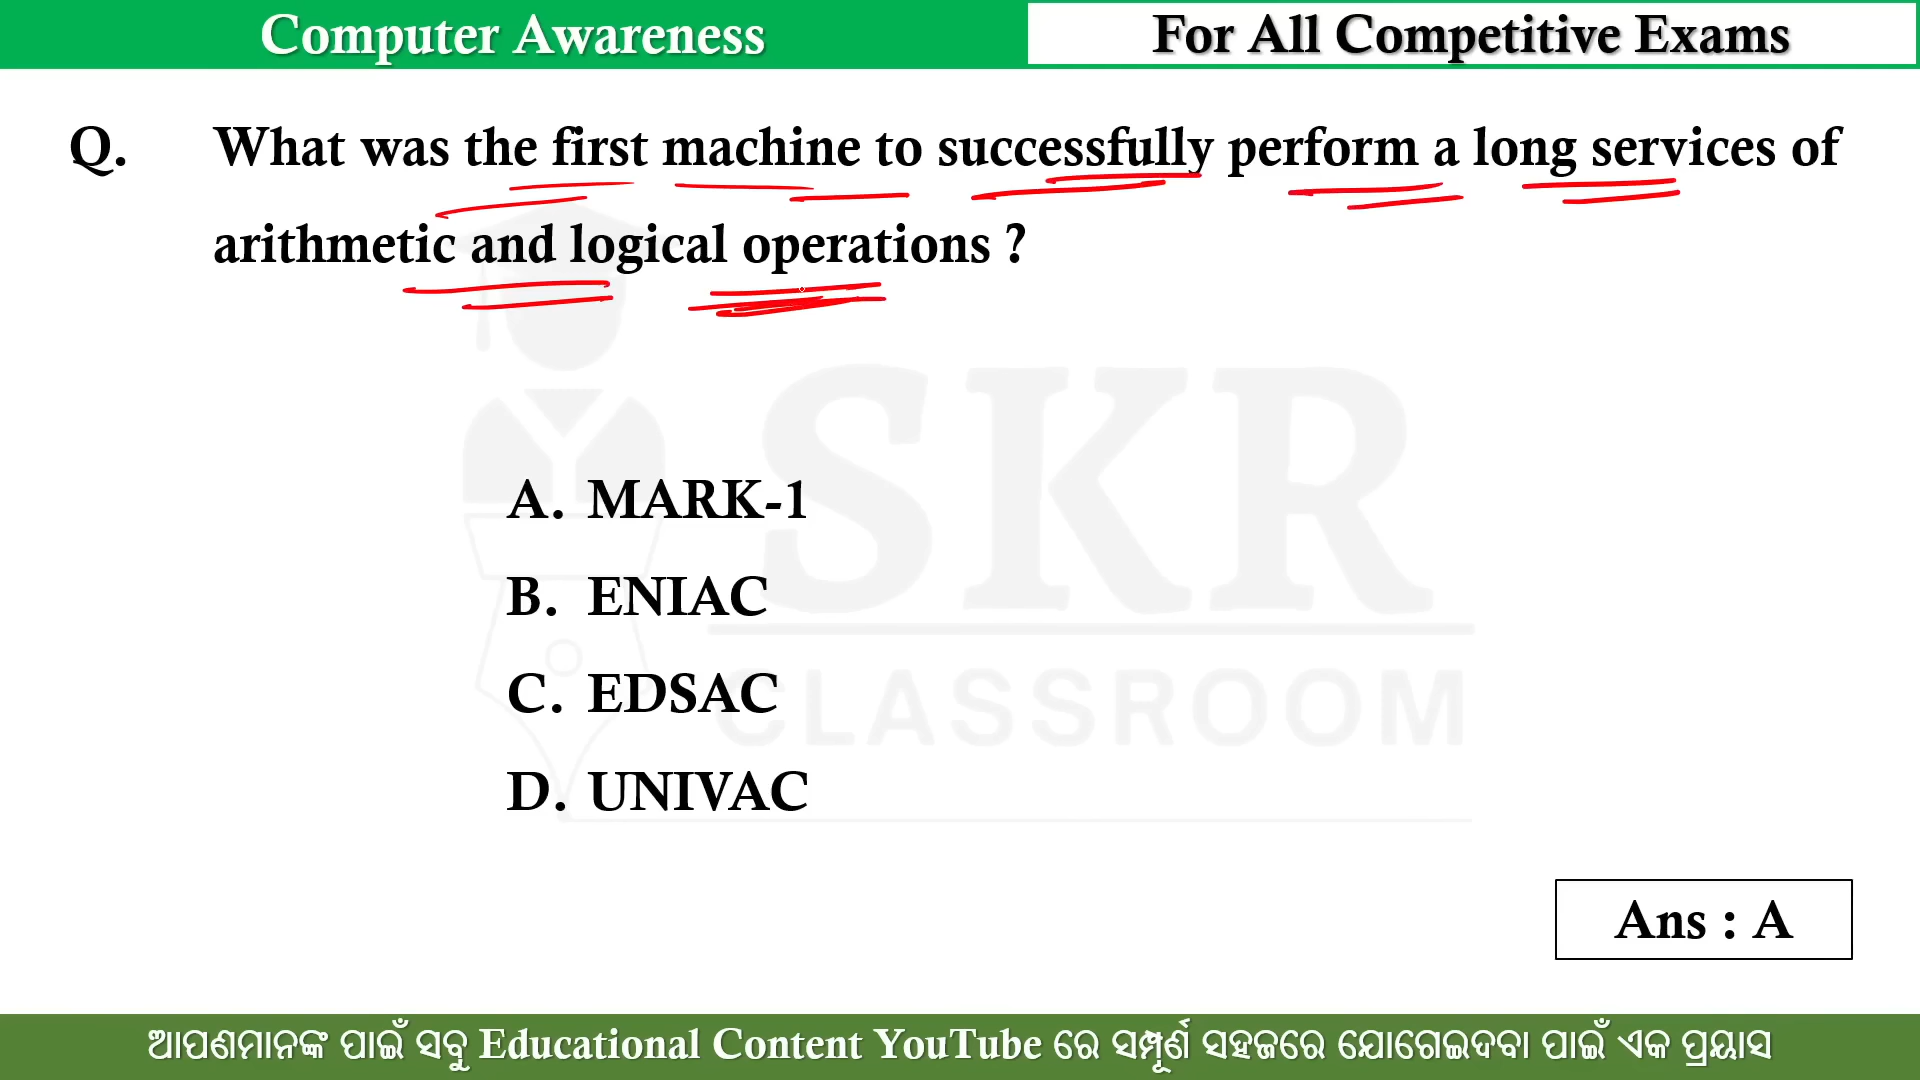 Computer Awareness
For All Competitive Exams
Q. What was the first machine to successfully perform a long services of
arithmetic and logical operations ?
SKR
CLASSROOM
A. MARK-1
B. ENIAC
C. EDSAC
D. UNIVAC
Ans : A
ଆପଣମାନଙ୍କ ପାଇଁ ସବୁ Educational Content YouTube ରେ ସମ୍ପୂର୍ଣ ସହଜରେ ଯୋଗେଇଦବା ପାଇଁ ଏକ ପ୍ରୟାସ